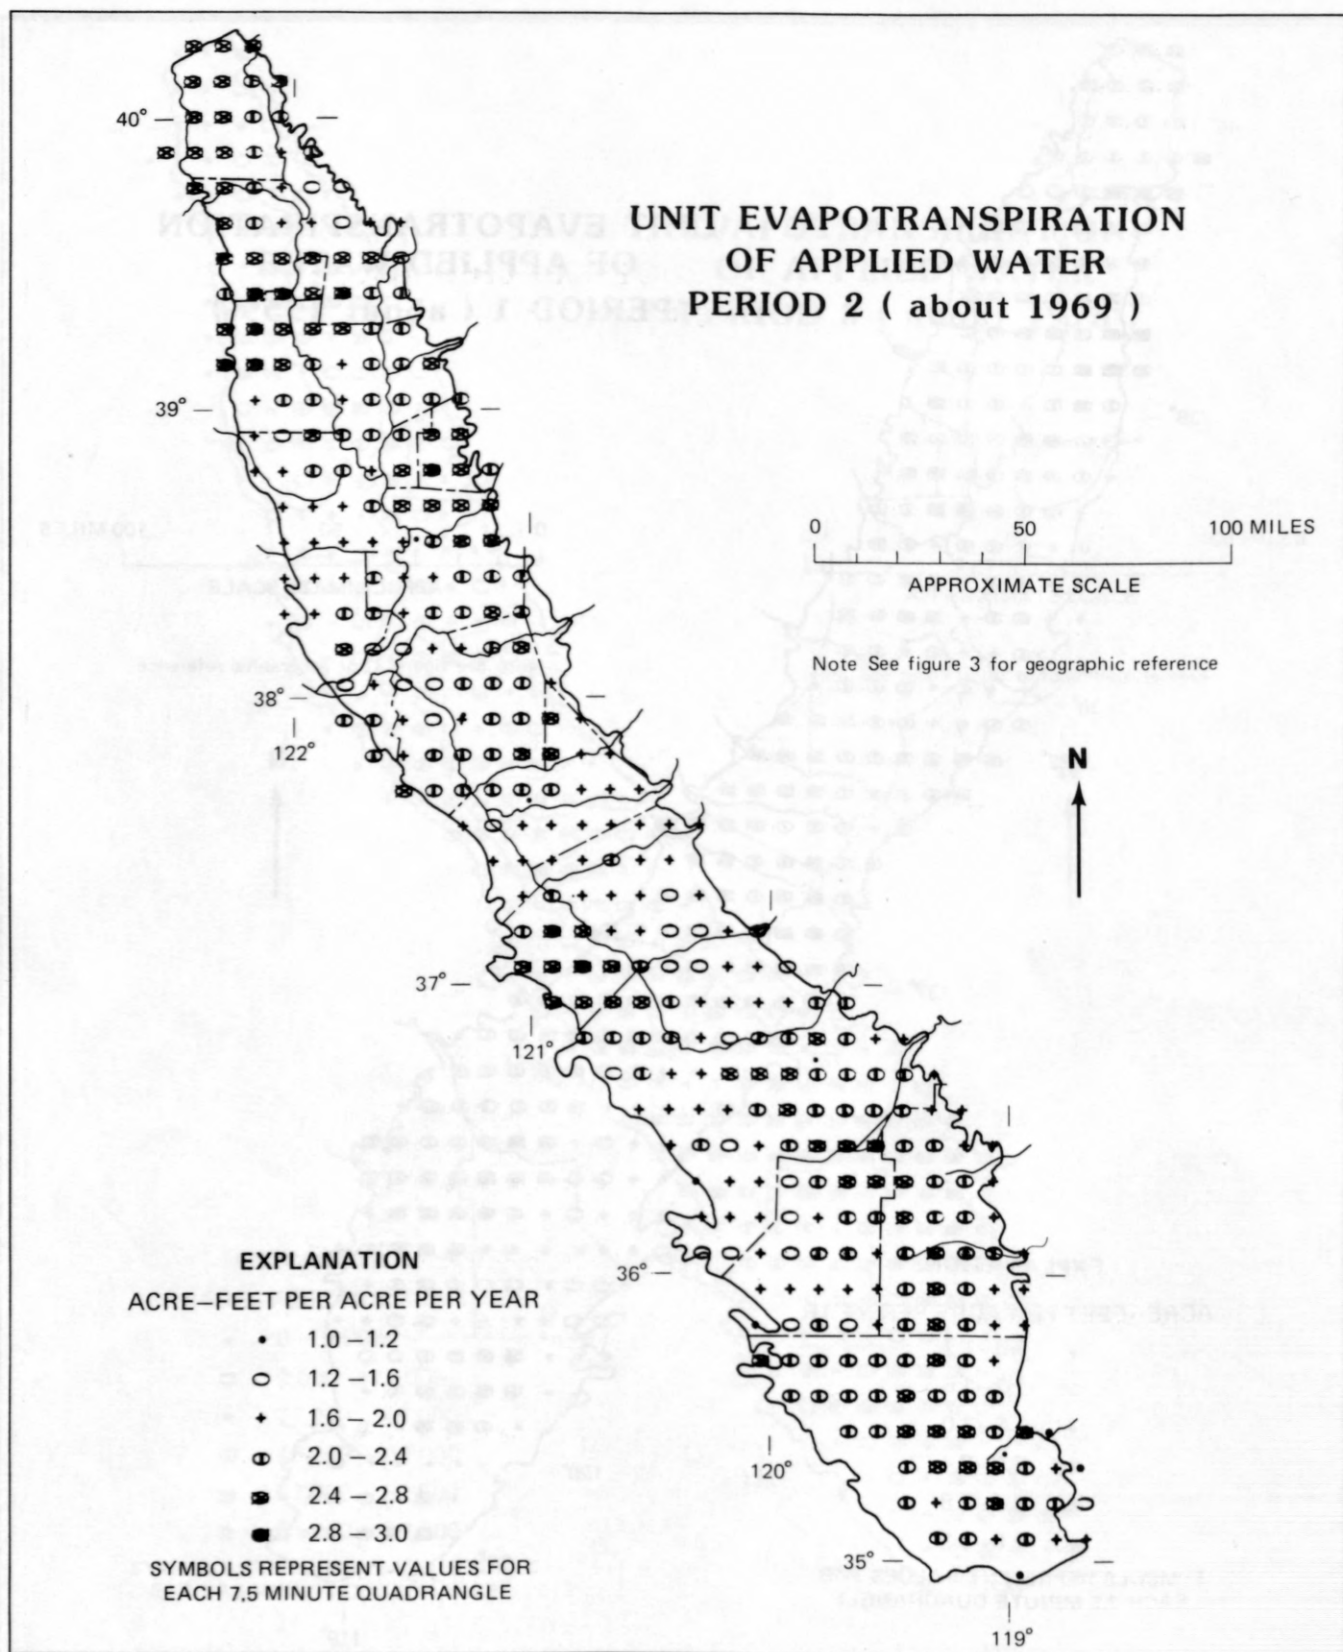 UNIT EVAPOTRANSPIRATION
OF APPLIED WATER
PERIOD 2 ( about 1969 )
40°
39°
0 50 100 MILES
APPROXIMATE SCALE
Note See figure 3 for geographic reference
38°
122°
N
37°
121°
EXPLANATION
36°
ACRE–FEET PER ACRE PER YEAR
1.0 – 1.2
1.2 – 1.6
1.6 – 2.0
2.0 – 2.4
120°
2.4 – 2.8
2.8 – 3.0
SYMBOLS REPRESENT VALUES FOR
EACH 7.5 MINUTE QUADRANGLE
35°
119°